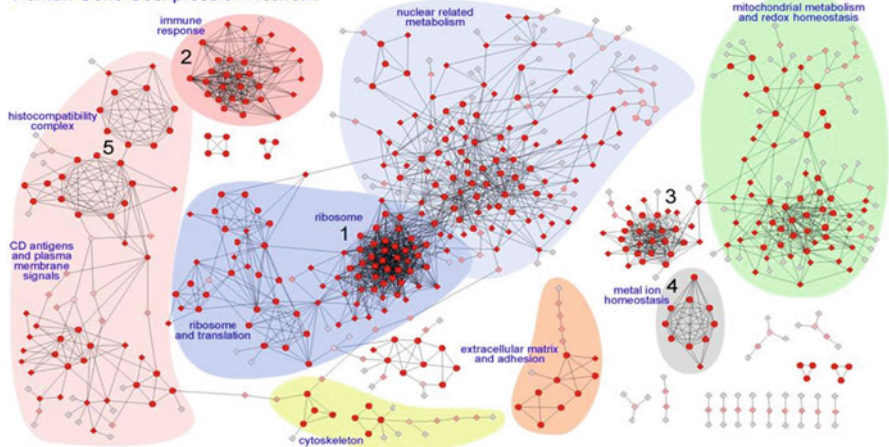 immune
response
2
nuclear related
metabolism
mitochondrial metabolism
and redox homeostasis
histocompatibility
complex
5
3
ribosome
1
CD antigens
and plasma
membrane
signals
4
metal ion
homeostasis
ribosome
and translation
extracellular matrix
and adhesion
cytoskeleton